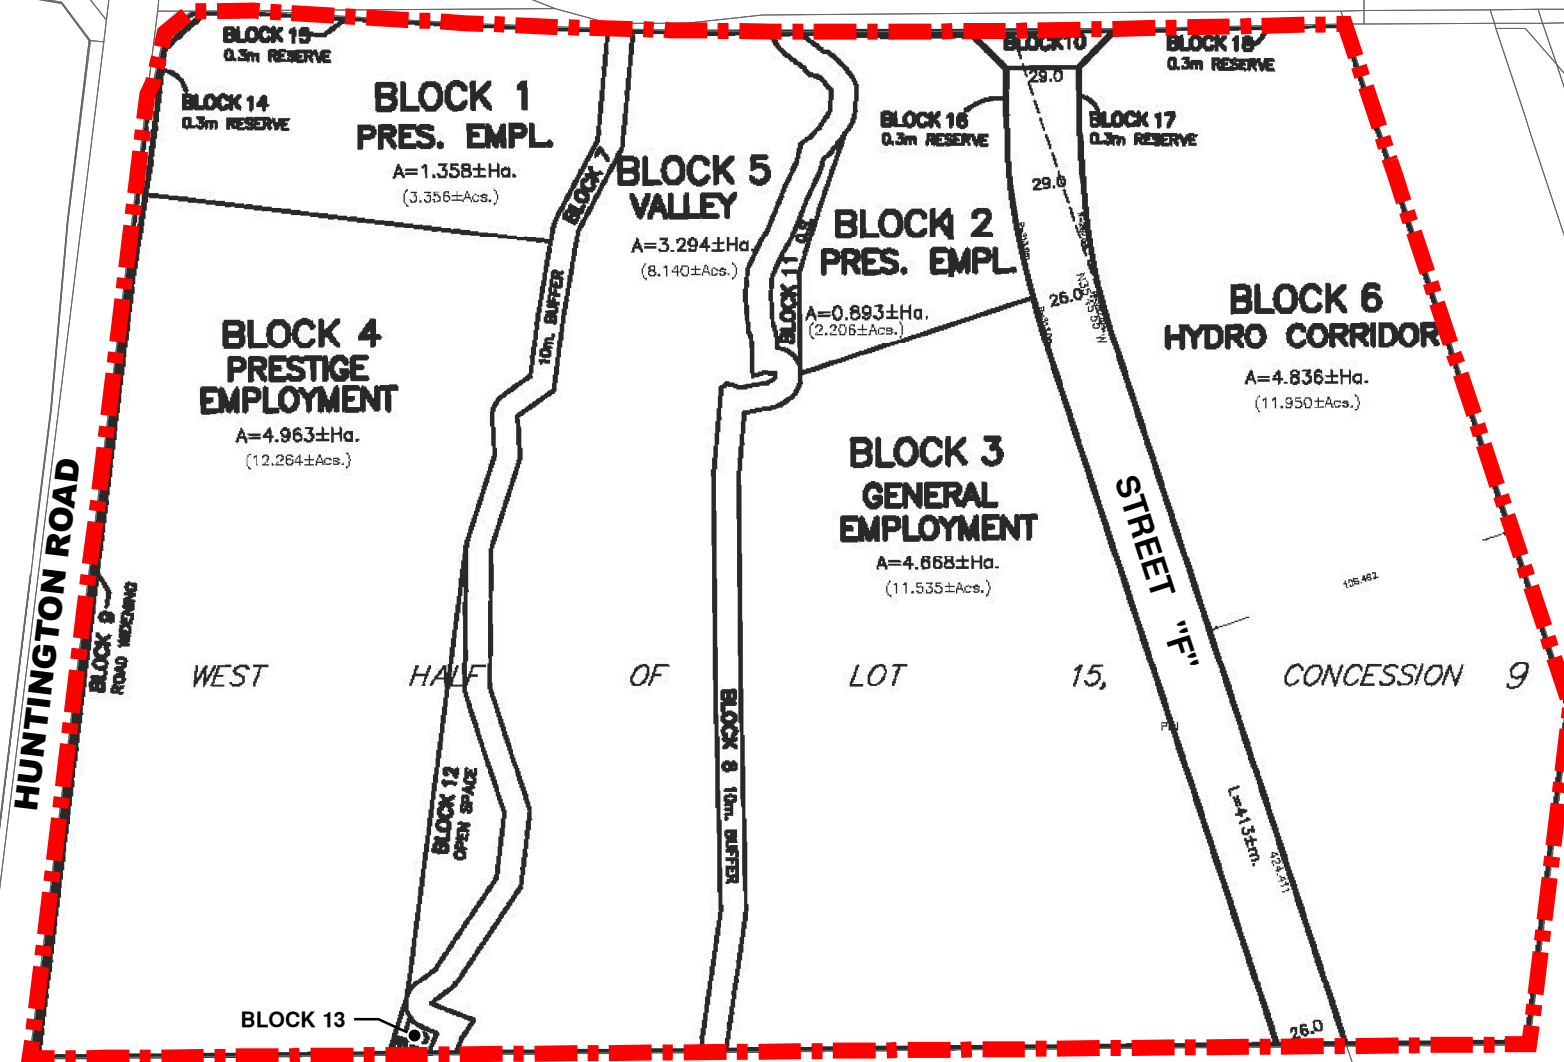 BLOCK 15
0.3m RESERVE
BLOCK 14
0.3m RESERVE
BLOCK 1
PRES. EMPL.
A=1.358±Ha.
(3.356±Acs.)
BLOCK 7
10m. BUFFER
BLOCK 5
VALLEY
A=3.294±Ha.
(8.140±Acs.)
BLOCK 11 O.S.
BLOCK 10
29.0
BLOCK 16
0.3m RESERVE
BLOCK 17
0.3m RESERVE
BLOCK 18
0.3m RESERVE
29.0
BLOCK 2
PRES. EMPL.
A=0.893±Ha.
(2.206±Acs.)
26.0
BLOCK 6
HYDRO CORRIDOR
A=4.836±Ha.
(11.950±Acs.)
BLOCK 4
PRESTIGE
EMPLOYMENT
A=4.963±Ha.
(12.264±Acs.)
BLOCK 3
GENERAL
EMPLOYMENT
A=4.668±Ha.
(11.535±Acs.)
STREET "F"
HUNTINGTON ROAD
BLOCK 9
ROAD WIDENING
WEST HALF OF LOT 15, CONCESSION 9
BLOCK 8 10m. BUFFER
BLOCK 12
OPEN SPACE
L=413±m.
424.411
BLOCK 13
26.0